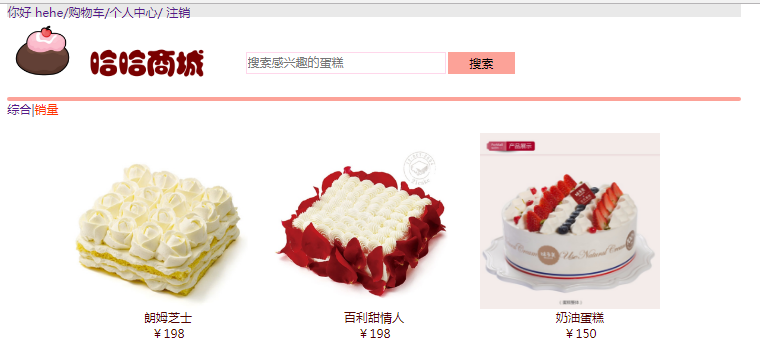 你好 hehe/购物车/个人中心/ 注销
哈哈商城
搜索感兴趣的蛋糕
搜索
综合|销量
产品展示
朗姆芝士
百利甜情人
奶油蛋糕
￥198
￥198
￥150